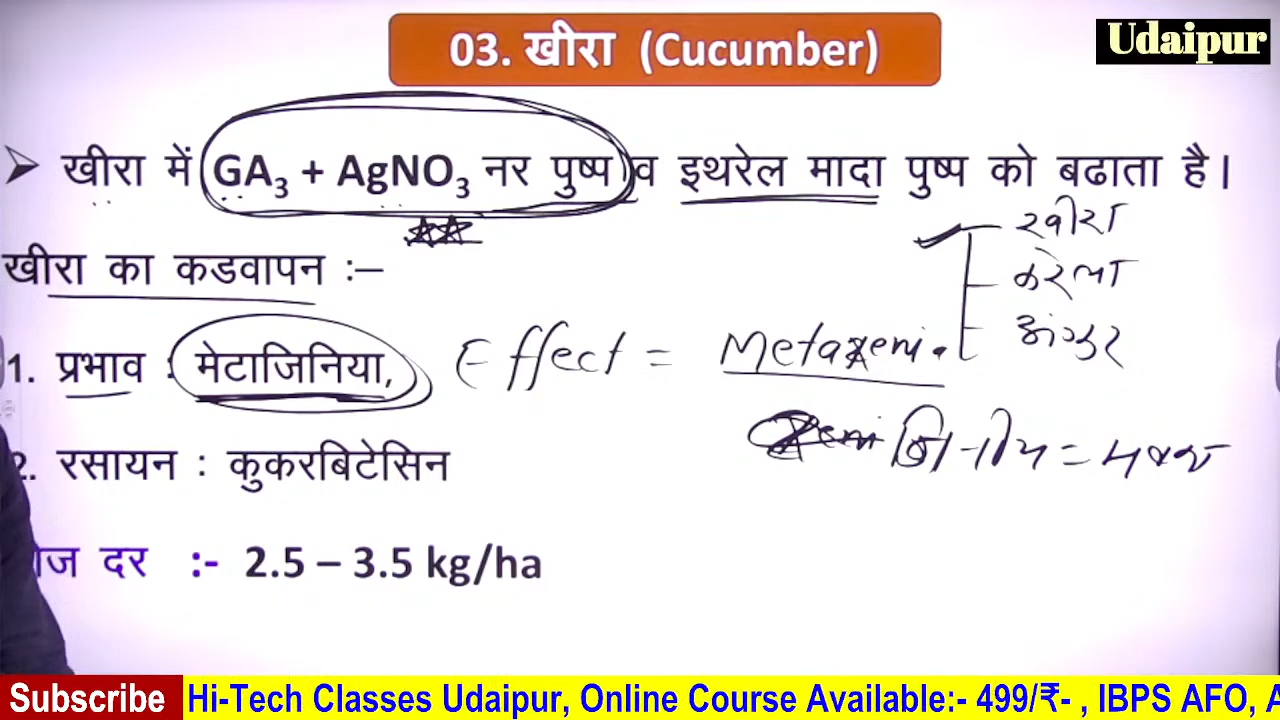 03. खीरा (Cucumber)
Udaipur
➢ खीरा में GA₃ + AgNO₃ नर पुष्प व इथरेल मादा पुष्प को बढाता है।
खीरा
खीरा का कडवापन :–
करेला
1. प्रभाव : मेटाजिनिया, Effect =
2. रसायन : कुकरबिटेसिन
दर :- 2.5 – 3.5 kg/ha
Subscribe Hi-Tech Classes Udaipur, Online Course Available:- 499/₹- , IBPS AFO, A